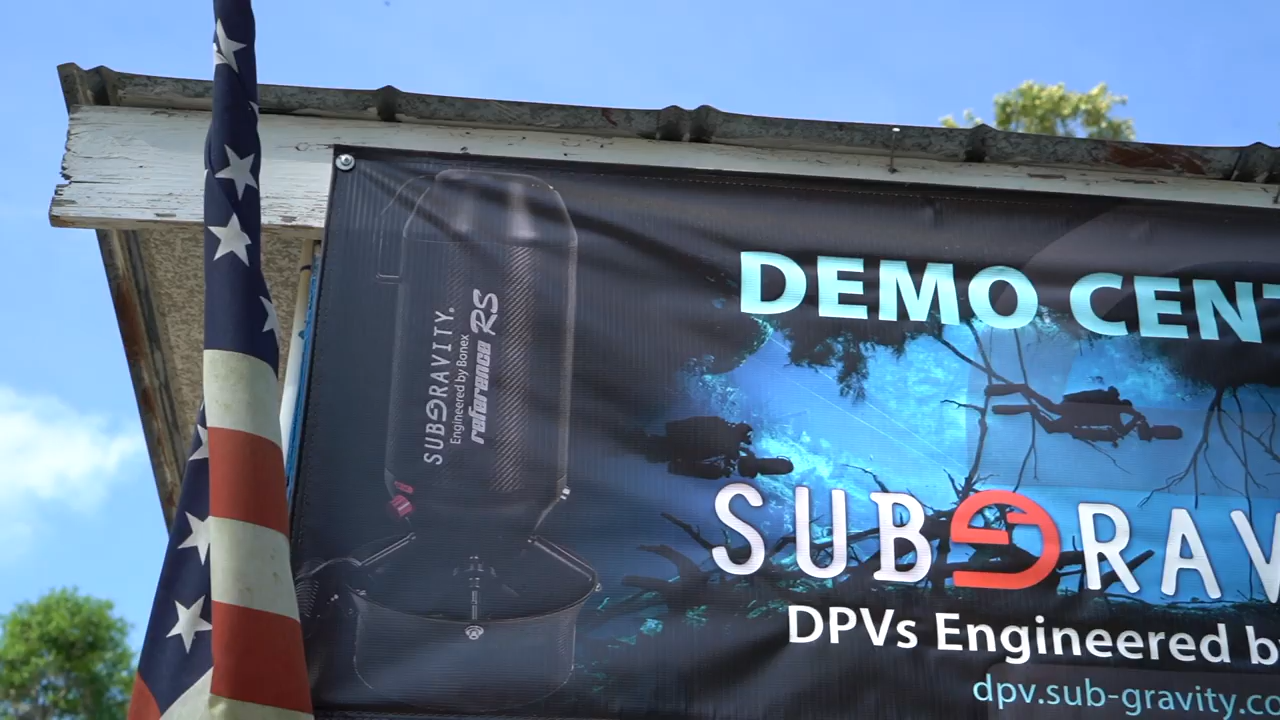 SUBGRAVITY.
Engineered by Bonex
reference RS
DEMO CENT
SUBGRAV
DPVs Engineered b
dpv.sub-gravity.co